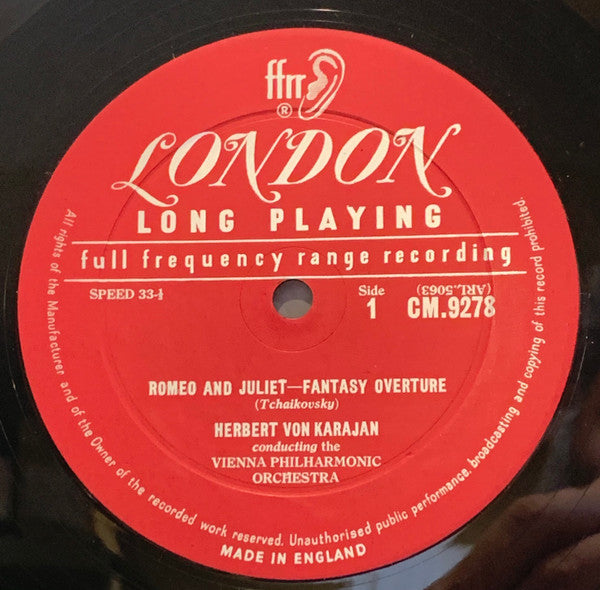 ffrr
®
LONDON
LONG PLAYING
full frequency range recording
SPEED 33-⅓
Side
1
(ARL.5063)
CM.9278
ROMEO AND JULIET—FANTASY OVERTURE
(Tchaikovsky)
HERBERT VON KARAJAN
conducting the
VIENNA PHILHARMONIC
ORCHESTRA
All rights of the Manufacturer and of the Owner of the recorded work reserved. Unauthorised public performance, broadcasting and copying of this record prohibited.
MADE IN ENGLAND